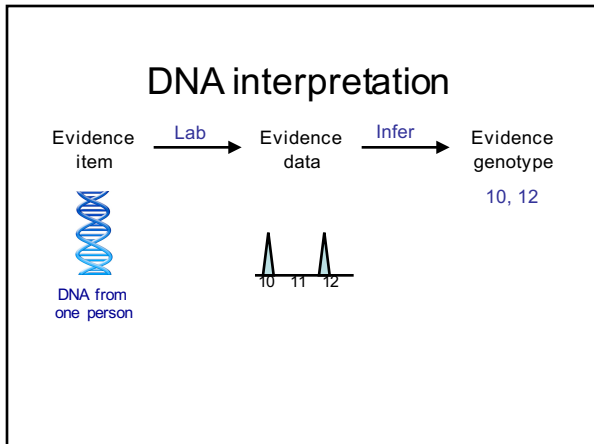 DNA interpretation
Evidence item
Lab
Evidence data
Infer
Evidence genotype
10, 12
DNA from
one person
10 11 12